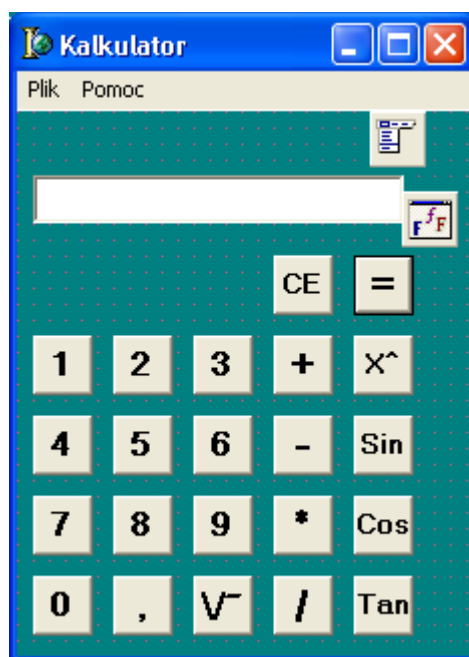 Kalkulator
Plik Pomoc
F f F
CE =
1 2 3 + X^
4 5 6 - Sin
7 8 9 * Cos
0 , V‾ / Tan